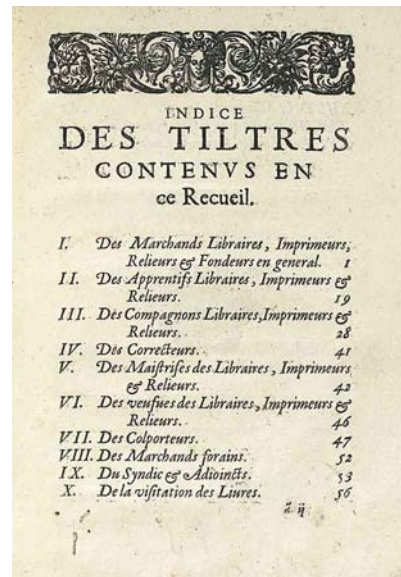 INDICE
DES TILTRES
CONTENVS EN
ce Recueil.
I. Des Marchands Libraires, Imprimeurs,
Relieurs & Fondeurs en general. 1
II. Des Apprentifs Libraires, Imprimeurs &
Relieurs. 19
III. Des Compagnons Libraires, Imprimeurs &
Relieurs. 28
IV. Des Correcteurs. 41
V. Des Maiſtriſes des Libraires, Imprimeurs
& Relieurs. 42
VI. Des veufues des Libraires, Imprimeurs &
Relieurs. 46
VII. Des Colporteurs. 47
VIII. Des Marchands forains. 52
IX. Du Syndic & Adioincts. 53
X. De la viſitation des Liures. 56
ã ij